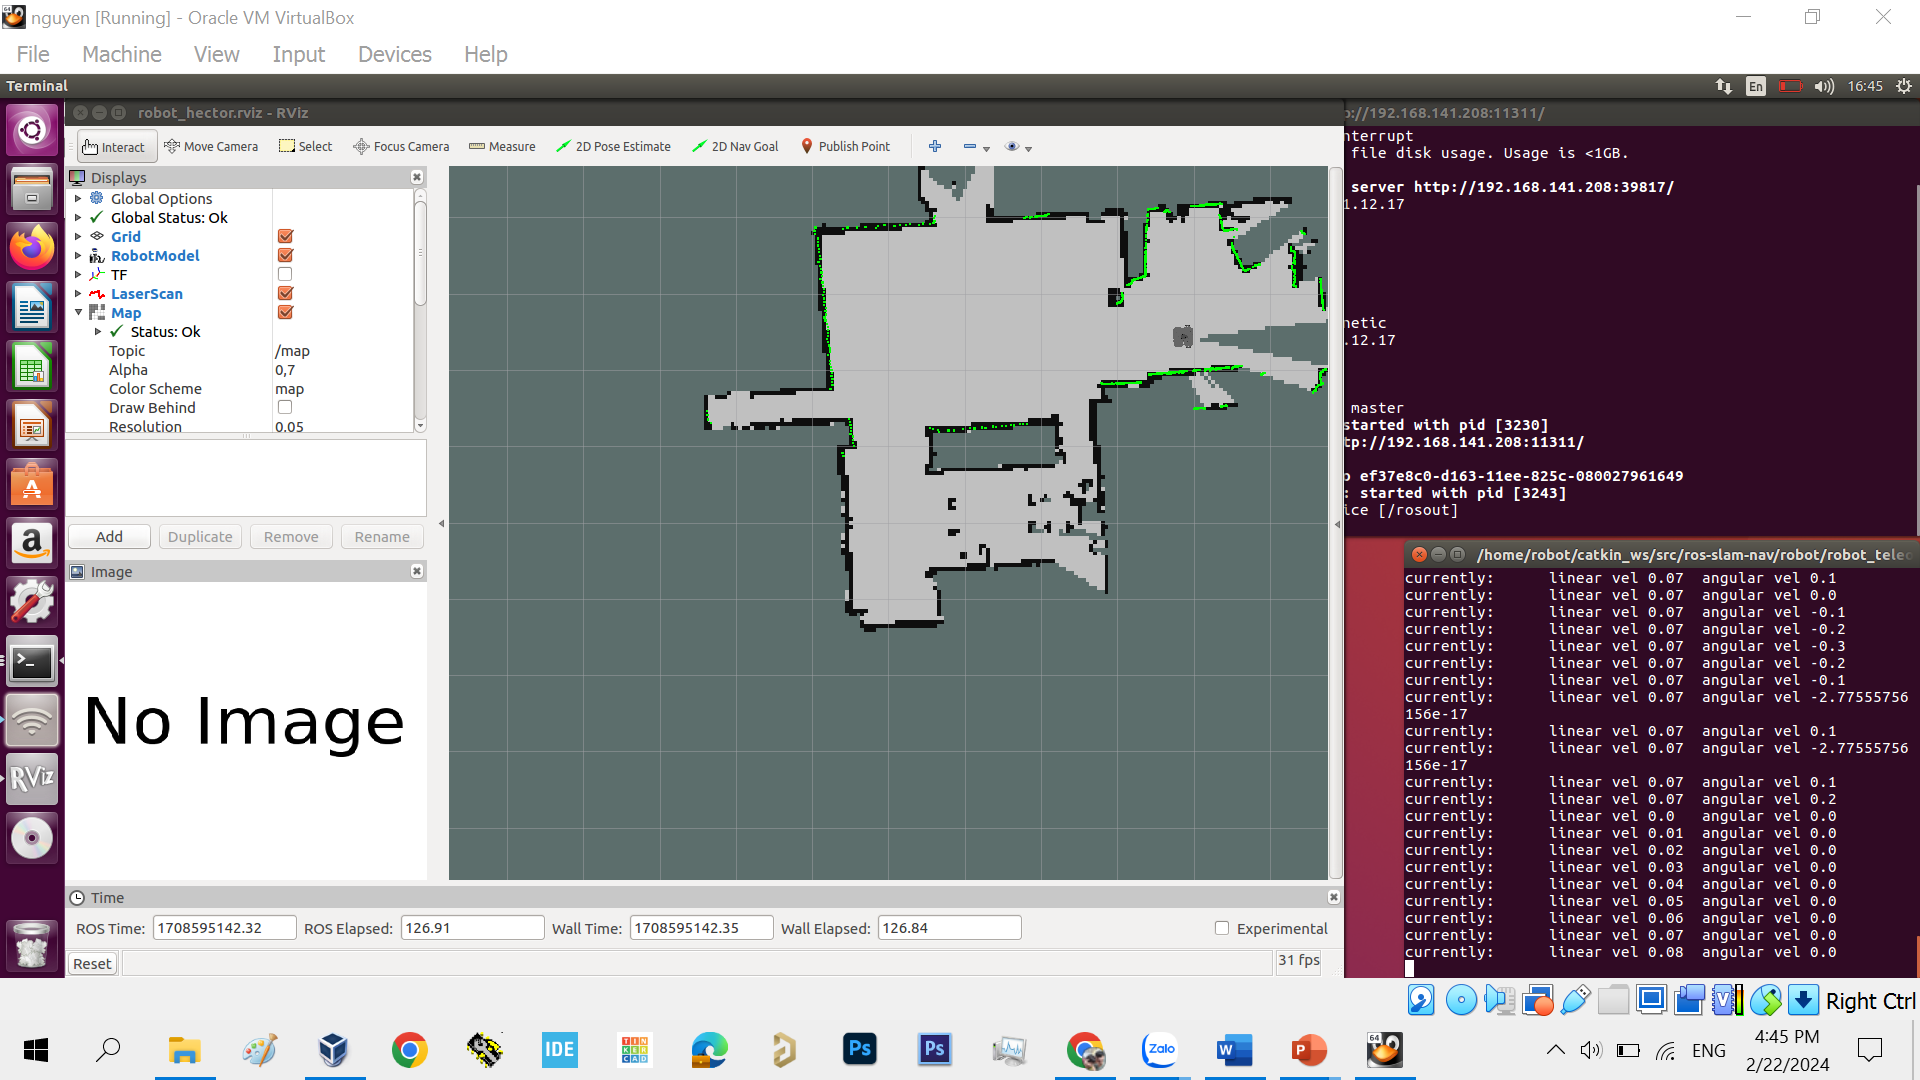 nguyen [Running] - Oracle VM VirtualBox
File Machine View Input Devices Help
Terminal
En
16:45
robot_hector.rviz - RViz
Interact
Move Camera
Select
Focus Camera
Measure
2D Pose Estimate
2D Nav Goal
Publish Point
Displays
Global Options
Global Status: Ok
Grid
RobotModel
TF
LaserScan
Map
Status: Ok
Topic /map
Alpha 0,7
Color Scheme map
Draw Behind
Resolution 0.05
Add Duplicate Remove Rename
Image
No Image
Time
ROS Time: 1708595142.32 ROS Elapsed: 126.91 Wall Time: 1708595142.35 Wall Elapsed: 126.84 Experimental
Reset
31 fps
p://192.168.141.208:11311/
nterrupt
file disk usage. Usage is <1GB.
server http://192.168.141.208:39817/
1.12.17
netic
.12.17
master
started with pid [3230]
tp://192.168.141.208:11311/
o ef37e8c0-d163-11ee-825c-080027961649
: started with pid [3243]
ice [/rosout]
/home/robot/catkin_ws/src/ros-slam-nav/robot/robot_teleo
currently: linear vel 0.07 angular vel 0.1
currently: linear vel 0.07 angular vel 0.0
currently: linear vel 0.07 angular vel -0.1
currently: linear vel 0.07 angular vel -0.2
currently: linear vel 0.07 angular vel -0.3
currently: linear vel 0.07 angular vel -0.2
currently: linear vel 0.07 angular vel -0.1
currently: linear vel 0.07 angular vel -2.77555756
156e-17
currently: linear vel 0.07 angular vel 0.1
currently: linear vel 0.07 angular vel -2.77555756
156e-17
currently: linear vel 0.07 angular vel 0.1
currently: linear vel 0.07 angular vel 0.2
currently: linear vel 0.0 angular vel 0.0
currently: linear vel 0.01 angular vel 0.0
currently: linear vel 0.02 angular vel 0.0
currently: linear vel 0.03 angular vel 0.0
currently: linear vel 0.04 angular vel 0.0
currently: linear vel 0.05 angular vel 0.0
currently: linear vel 0.06 angular vel 0.0
currently: linear vel 0.07 angular vel 0.0
currently: linear vel 0.08 angular vel 0.0
RViz
Right Ctrl
IDE
TIN
KER
CAD
Ps
Ps
Zalo
W
P
64
ENG
4:45 PM
2/22/2024